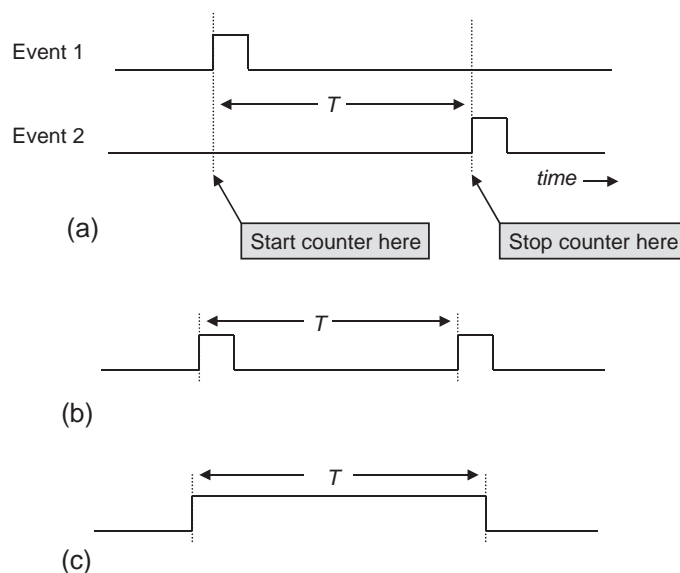 Event 1
T
Event 2
time
(a)
Start counter here
Stop counter here
T
(b)
T
(c)